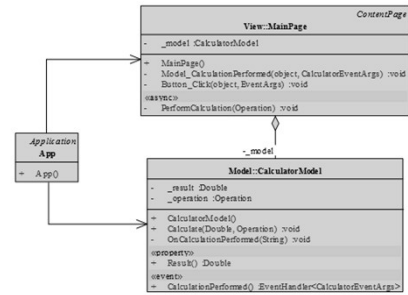 ContentPage
View::MainPage
- _model :CalculatorModel
+ MainPage()
- Model_CalculationPerformed(object, CalculatorEventArgs) :void
- Button_Click(object, EventArgs) :void
«async»
- PerformCalculation(Operation) :void
-_model
Application
App
+ App()
Model::CalculatorModel
- _result :Double
- _operation :Operation
+ CalculatorModel()
+ Calculate(Double, Operation) :void
- OnCalculationPerformed(String) :void
«property»
+ Result() :Double
«event»
+ CalculationPerformed() :EventHandler<CalculatorEventArgs>